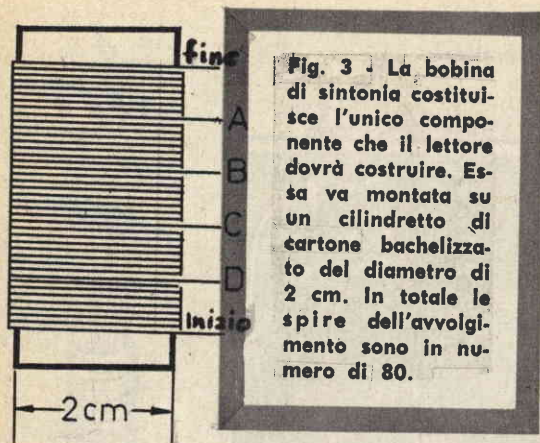 fine
A
B
C
D
Inizio
2 cm
Fig. 3 - La bobina
di sintonia costitui-
sce l'unico compo-
nente che il lettore
dovrà costruire. Es-
sa va montata su
un cilindretto di
cartone bachelizza-
to del diametro di
2 cm. In totale le
spire dell'avvolgi-
mento sono in nu-
mero di 80.